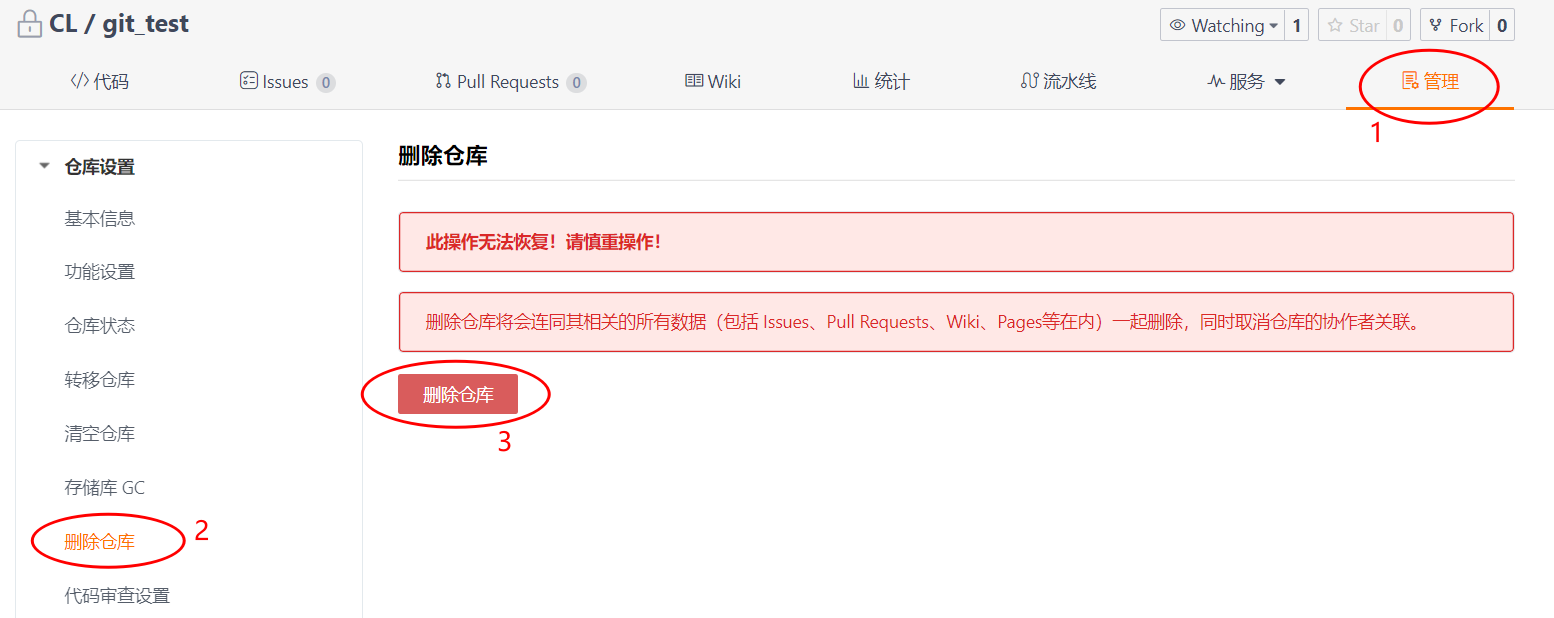 CL / git_test
Watching 1 Star 0 Fork 0
代码 Issues 0 Pull Requests 0 Wiki 统计 流水线 服务 管理
1
仓库设置
基本信息
功能设置
仓库状态
转移仓库
清空仓库
存储库 GC
删除仓库
2
代码审查设置
删除仓库
此操作无法恢复！请慎重操作！
删除仓库将会连同其相关的所有数据（包括 Issues、Pull Requests、Wiki、Pages等在内）一起删除，同时取消仓库的协作者关联。
删除仓库
3